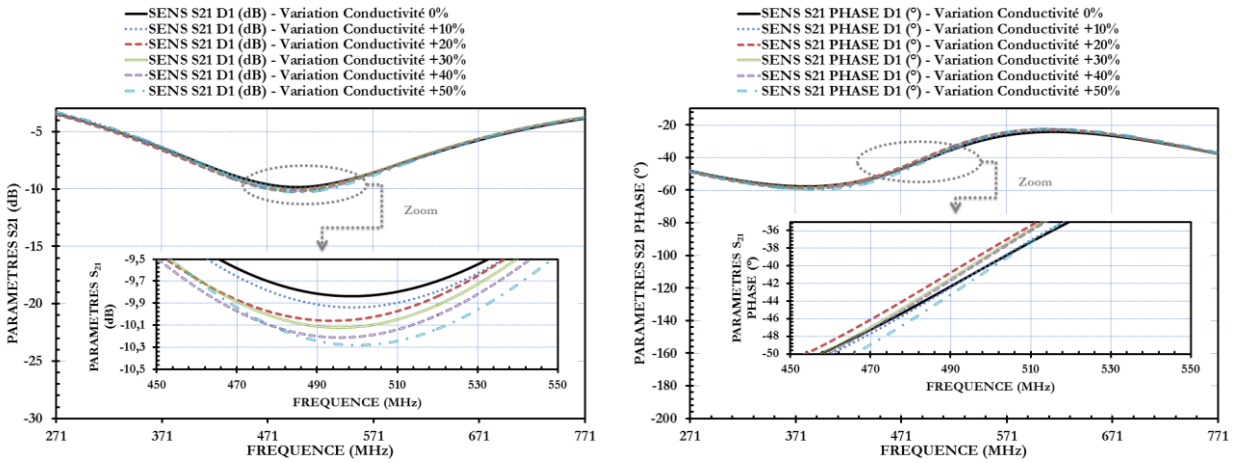 SENS S21 D1 (dB) - Variation Conductivité 0%
SENS S21 D1 (dB) - Variation Conductivité +10%
SENS S21 D1 (dB) - Variation Conductivité +20%
SENS S21 D1 (dB) - Variation Conductivité +30%
SENS S21 D1 (dB) - Variation Conductivité +40%
SENS S21 D1 (dB) - Variation Conductivité +50%
PARAMETRES S21 (dB)
-5
-10
-15
-20
-25
-30
271
371
471
571
671
771
FREQUENCE (MHz)
Zoom
PARAMETRES S21
(dB)
-9,5
-9,7
-9,9
-10,1
-10,3
-10,5
450
470
490
510
530
550
FREQUENCE (MHz)
SENS S21 PHASE D1 (°) - Variation Conductivité 0%
SENS S21 PHASE D1 (°) - Variation Conductivité +10%
SENS S21 PHASE D1 (°) - Variation Conductivité +20%
SENS S21 PHASE D1 (°) - Variation Conductivité +30%
SENS S21 PHASE D1 (°) - Variation Conductivité +40%
SENS S21 PHASE D1 (°) - Variation Conductivité +50%
PARAMETRES S21 PHASE (°)
-20
-40
-60
-80
-100
-120
-140
-160
-180
-200
271
371
471
571
671
771
FREQUENCE (MHz)
Zoom
PARAMETRES S21
PHASE (°)
-36
-38
-40
-42
-44
-46
-48
-50
450
470
490
510
530
550
FREQUENCE (MHz)